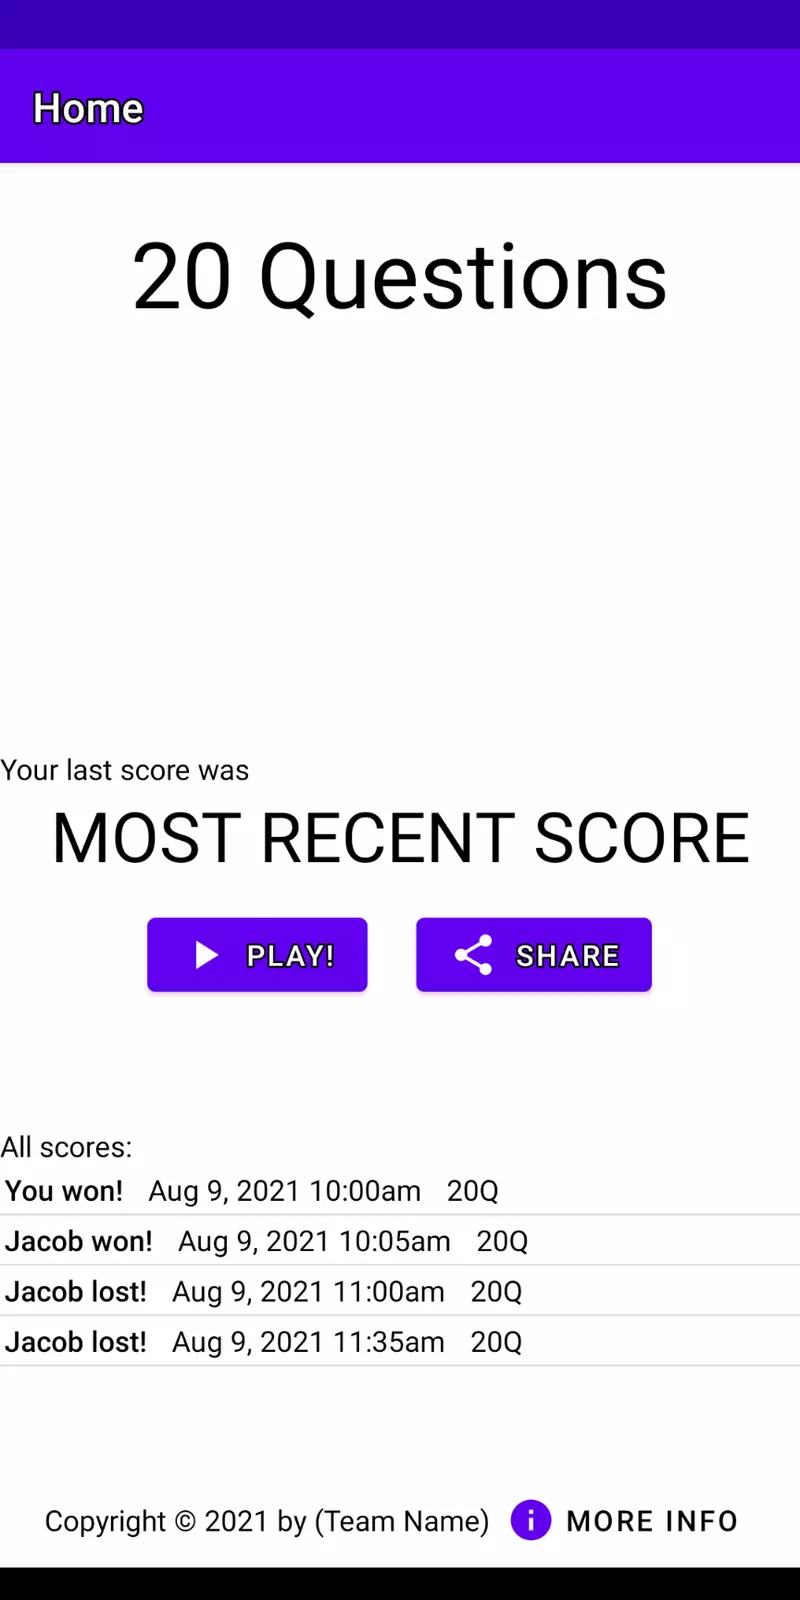 Home
20 Questions
Your last score was
MOST RECENT SCORE
PLAY! SHARE
All scores:
You won! Aug 9, 2021 10:00am 20Q
Jacob won! Aug 9, 2021 10:05am 20Q
Jacob lost! Aug 9, 2021 11:00am 20Q
Jacob lost! Aug 9, 2021 11:35am 20Q
Copyright © 2021 by (Team Name) MORE INFO